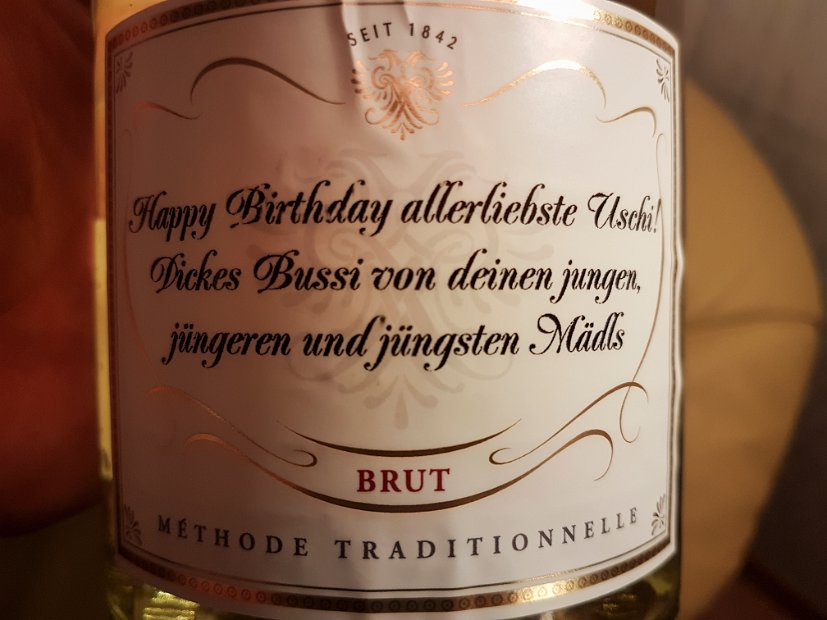 SEIT 1842
Happy Birthday allerliebste Uschi!
Dickes Bussi von deinen jungen,
jüngeren und jüngsten Mädls
BRUT
MÉTHODE TRADITIONNELLE